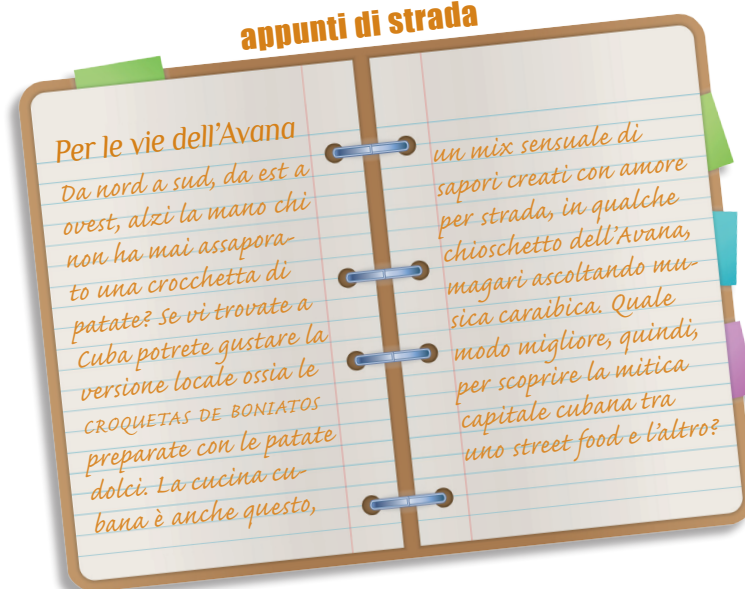 appunti di strada
Per le vie dell'Avana
Da nord a sud, da est a
ovest, alzi la mano chi
non ha mai assapora-
to una crocchetta di
patate? Se vi trovate a
Cuba potrete gustare la
versione locale ossia le
CROQUETAS DE BONIATOS
preparate con le patate
dolci. La cucina cu-
bana è anche questo,
un mix sensuale di
sapori creati con amore
per strada, in qualche
chioschetto dell'Avana,
magari ascoltando mu-
sica caraibica. Quale
modo migliore, quindi,
per scoprire la mitica
capitale cubana tra
uno street food e l'altro?